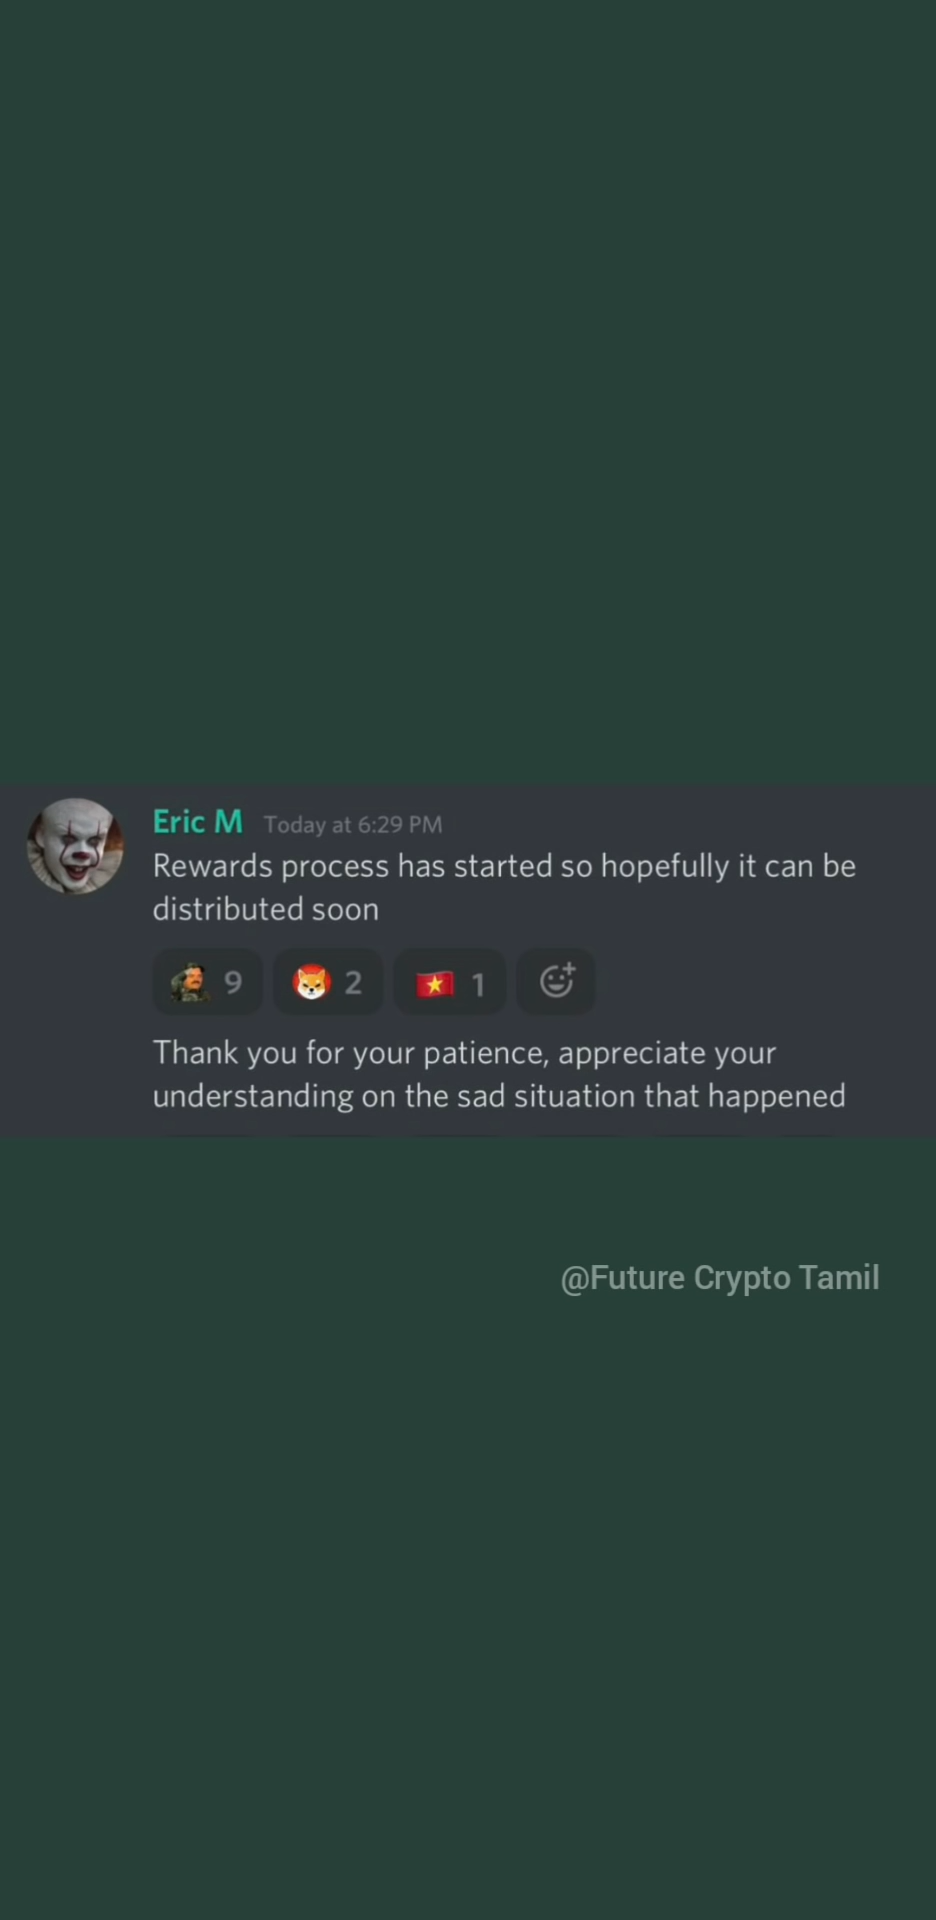 Eric M Today at 6:29 PM
Rewards process has started so hopefully it can be
distributed soon
9 2 1
Thank you for your patience, appreciate your
understanding on the sad situation that happened
@Future Crypto Tamil